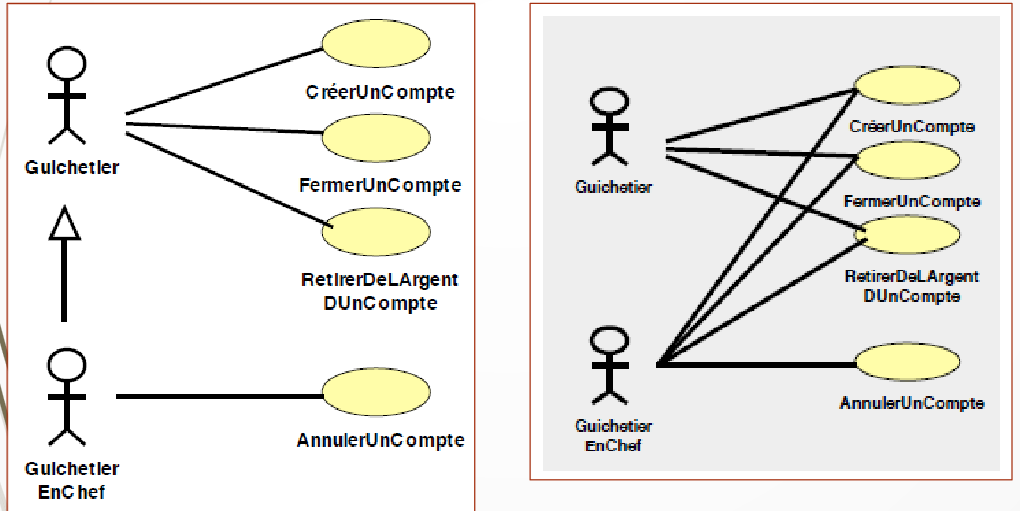 CréerUnCompte
Guichetier
FermerUnCompte
RetirerDeLArgent
DUnCompte
AnnulerUnCompte
Guichetier
EnChef
CréerUnCompte
Guichetier
FermerUnCompte
RetirerDeLArgent
DUnCompte
AnnulerUnCompte
Guichetier
EnChef